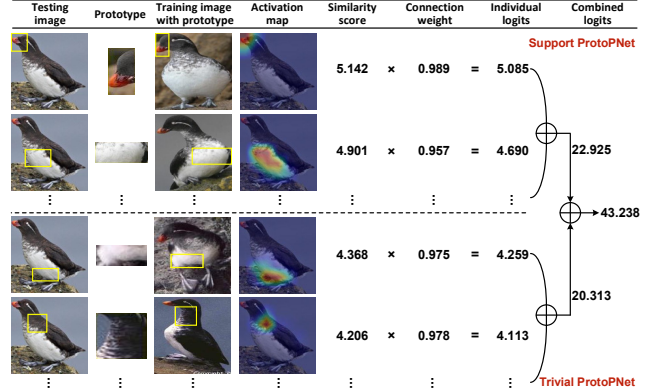 Testing image
Prototype
Training image with prototype
Activation map
Similarity score
Connection weight
Individual logits
Combined logits
Support ProtoPNet
5.142 × 0.989 = 5.085
4.901 × 0.957 = 4.690
22.925
43.238
4.368 × 0.975 = 4.259
20.313
4.206 × 0.978 = 4.113
Trivial ProtoPNet